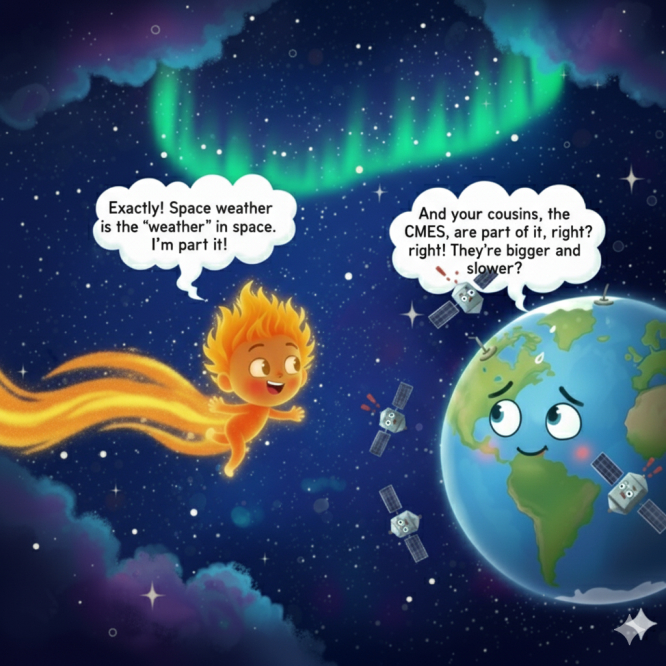 Exactly! Space weather
is the “weather” in space.
I'm part it!
And your cousins, the
CMES, are part of it, right?
right! They're bigger and
slower?